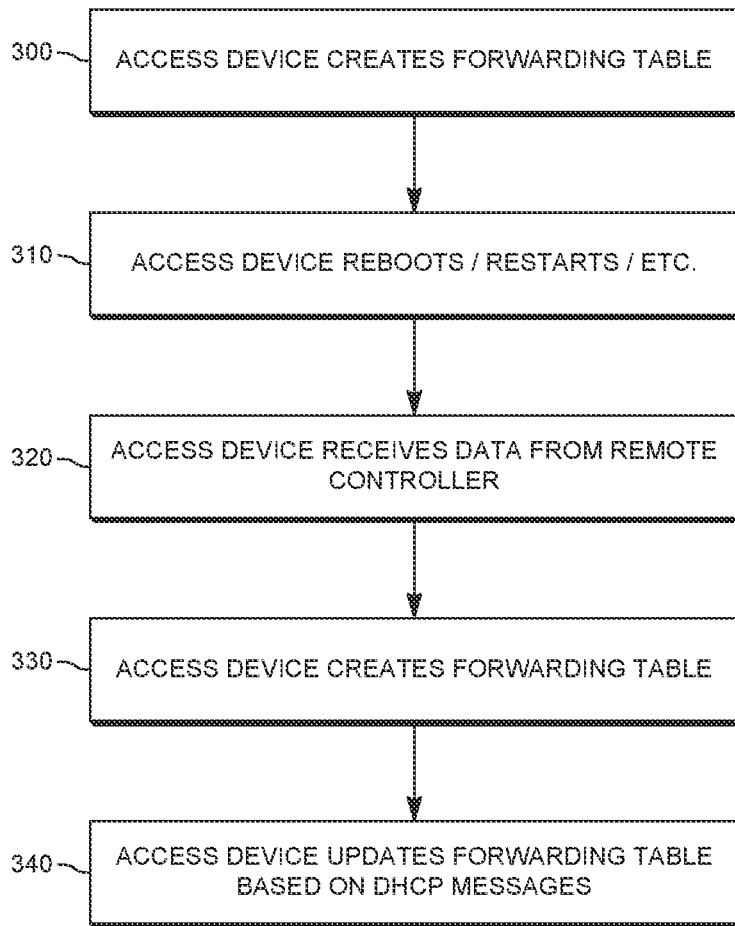 300
ACCESS DEVICE CREATES FORWARDING TABLE
310
ACCESS DEVICE REBOOTS / RESTARTS / ETC.
320
ACCESS DEVICE RECEIVES DATA FROM REMOTE
CONTROLLER
330
ACCESS DEVICE CREATES FORWARDING TABLE
340
ACCESS DEVICE UPDATES FORWARDING TABLE
BASED ON DHCP MESSAGES